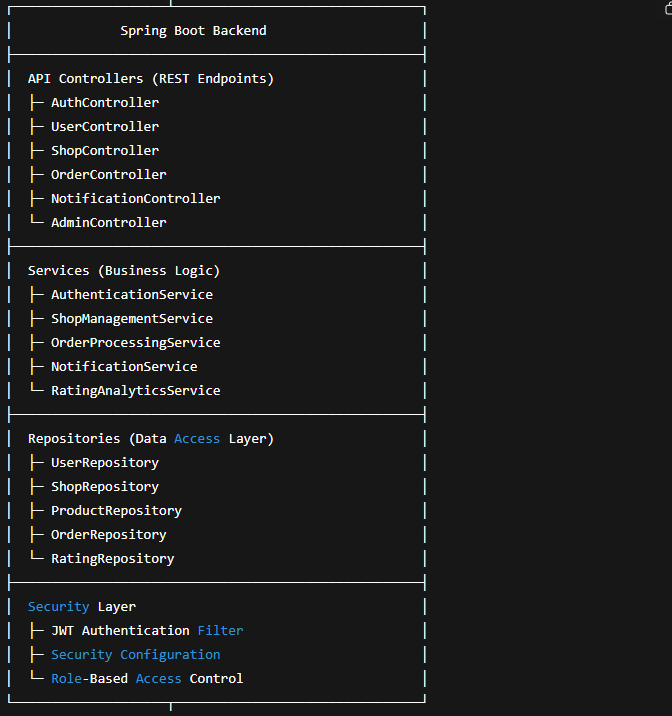 Spring Boot Backend
API Controllers (REST Endpoints)
├─ AuthController
├─ UserController
├─ ShopController
├─ OrderController
├─ NotificationController
└─ AdminController
Services (Business Logic)
├─ AuthenticationService
├─ ShopManagementService
├─ OrderProcessingService
├─ NotificationService
└─ RatingAnalyticsService
Repositories (Data Access Layer)
├─ UserRepository
├─ ShopRepository
├─ ProductRepository
├─ OrderRepository
└─ RatingRepository
Security Layer
├─ JWT Authentication Filter
├─ Security Configuration
└─ Role-Based Access Control